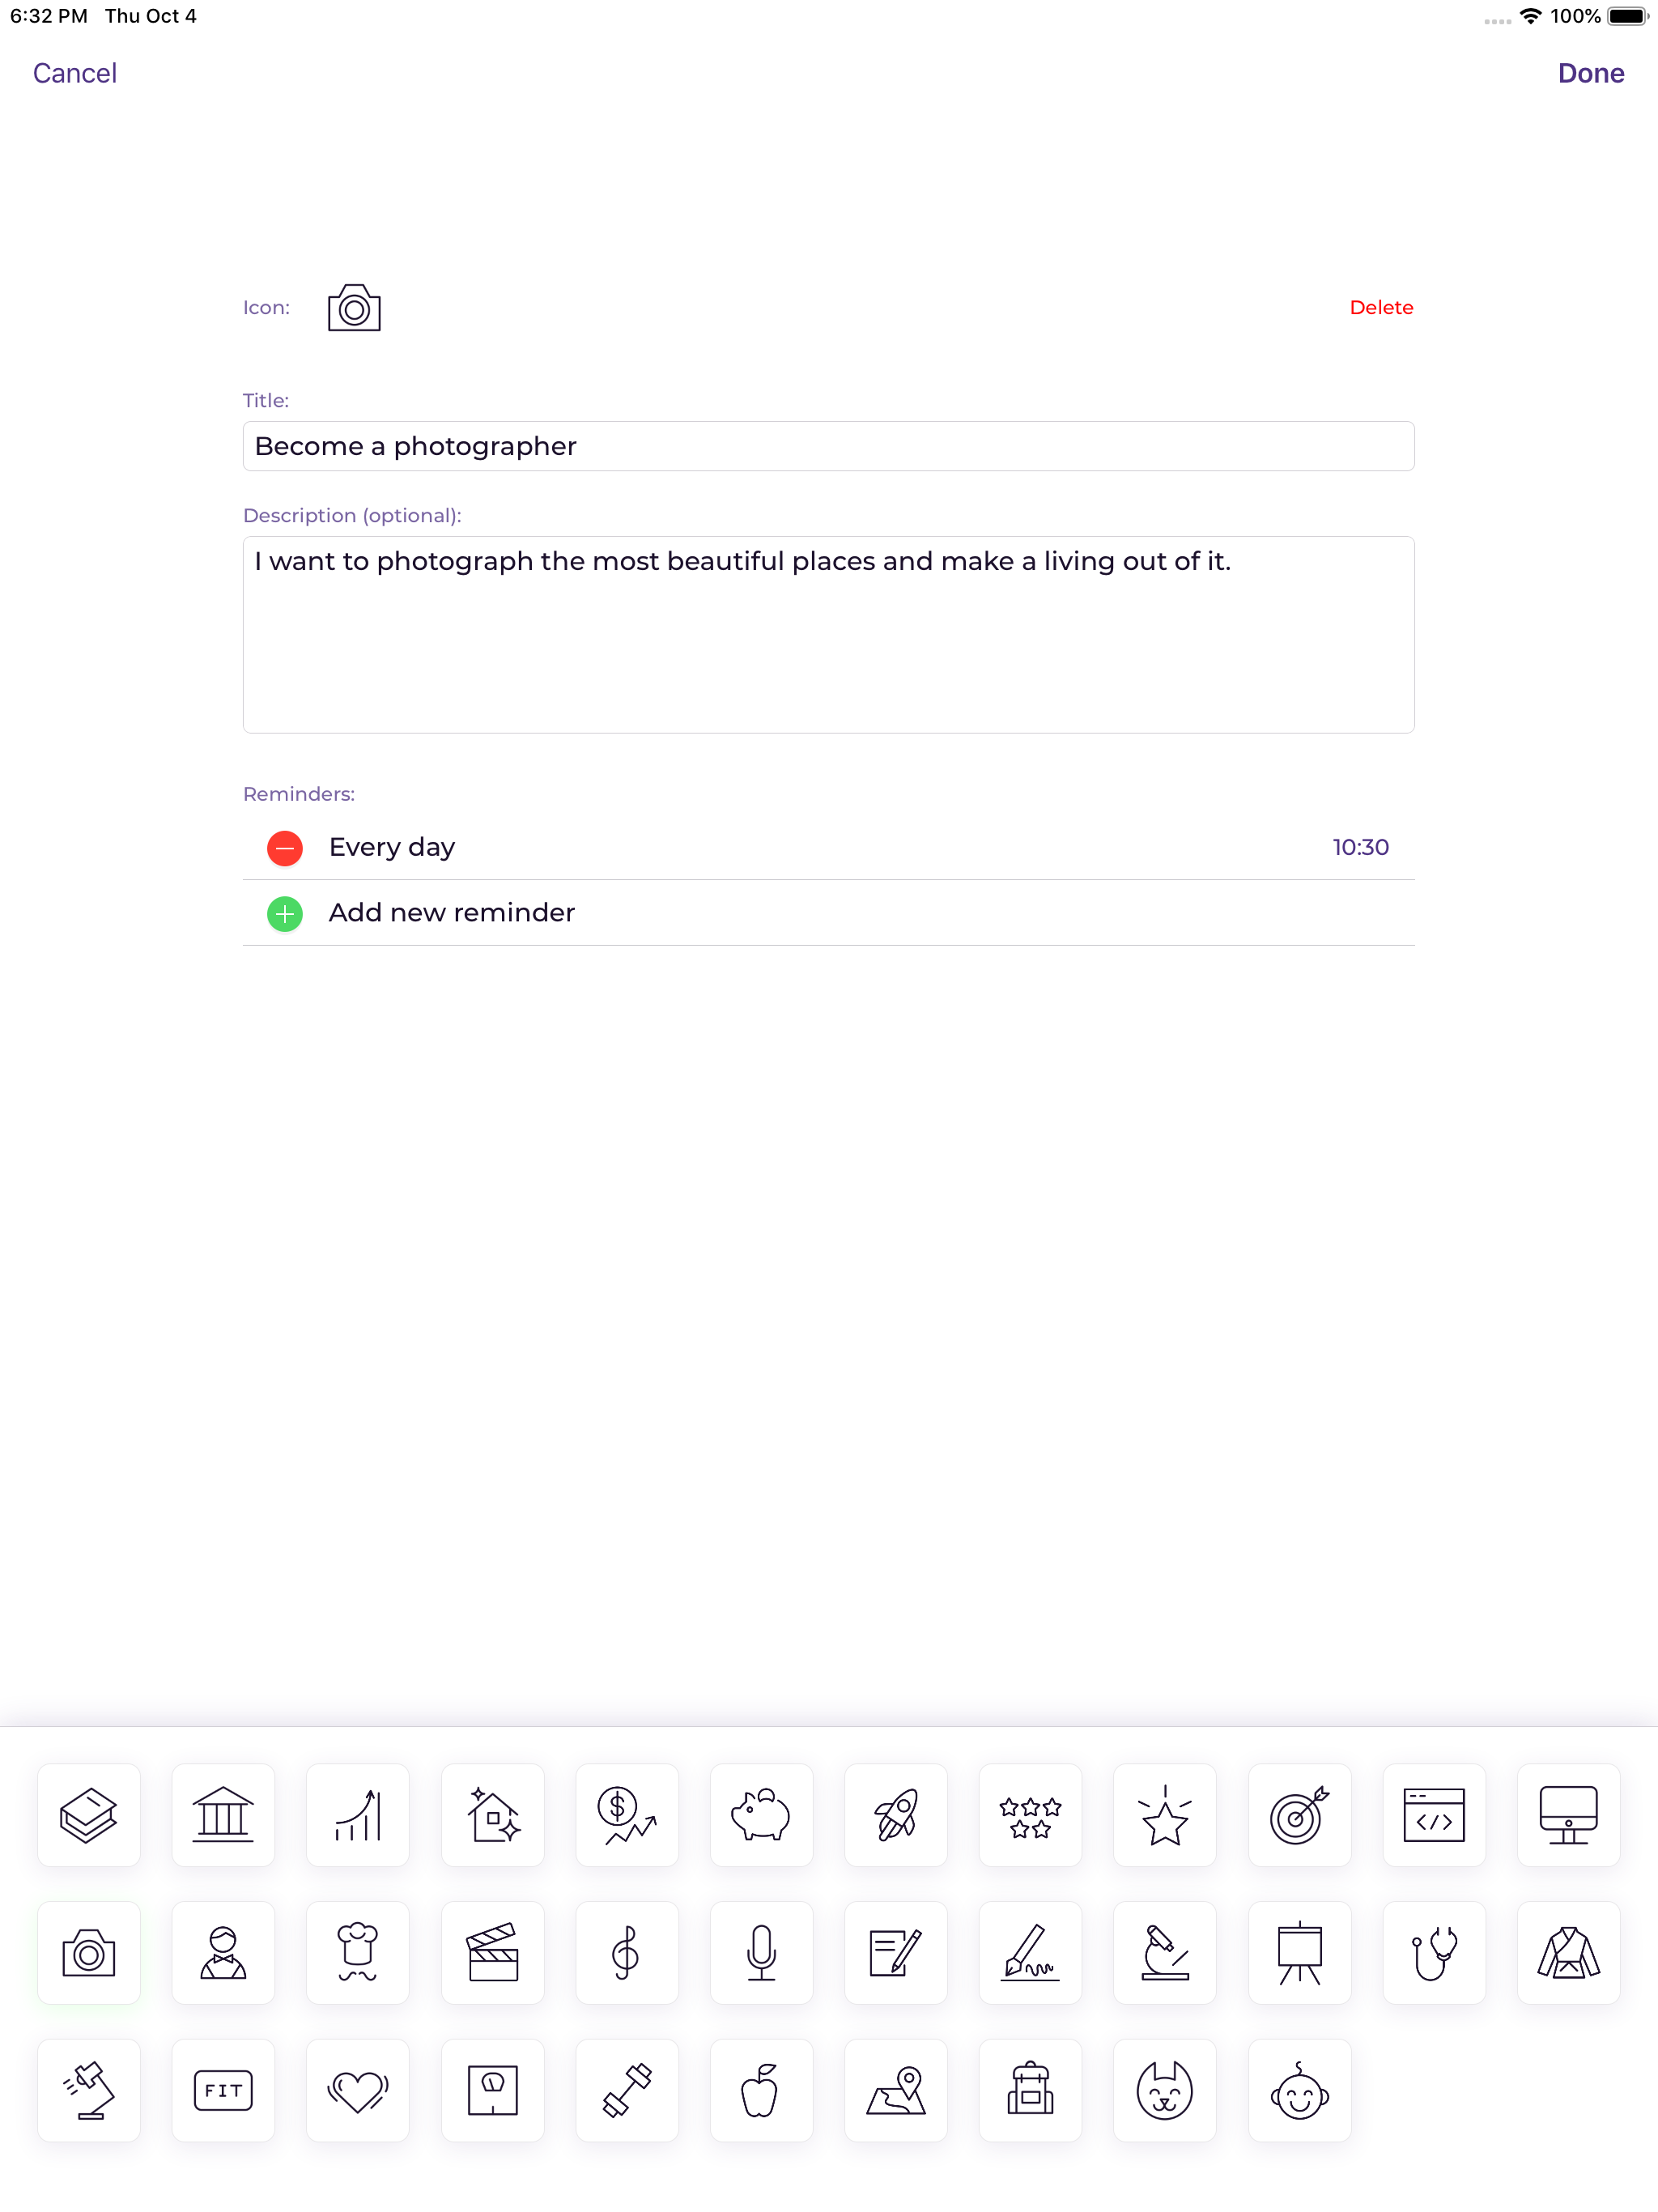 6:32 PM Thu Oct 4
100%
Cancel
Done
Icon:
Delete
Title:
Become a photographer
Description (optional):
I want to photograph the most beautiful places and make a living out of it.
Reminders:
Every day
10:30
Add new reminder
$
</>
FIT